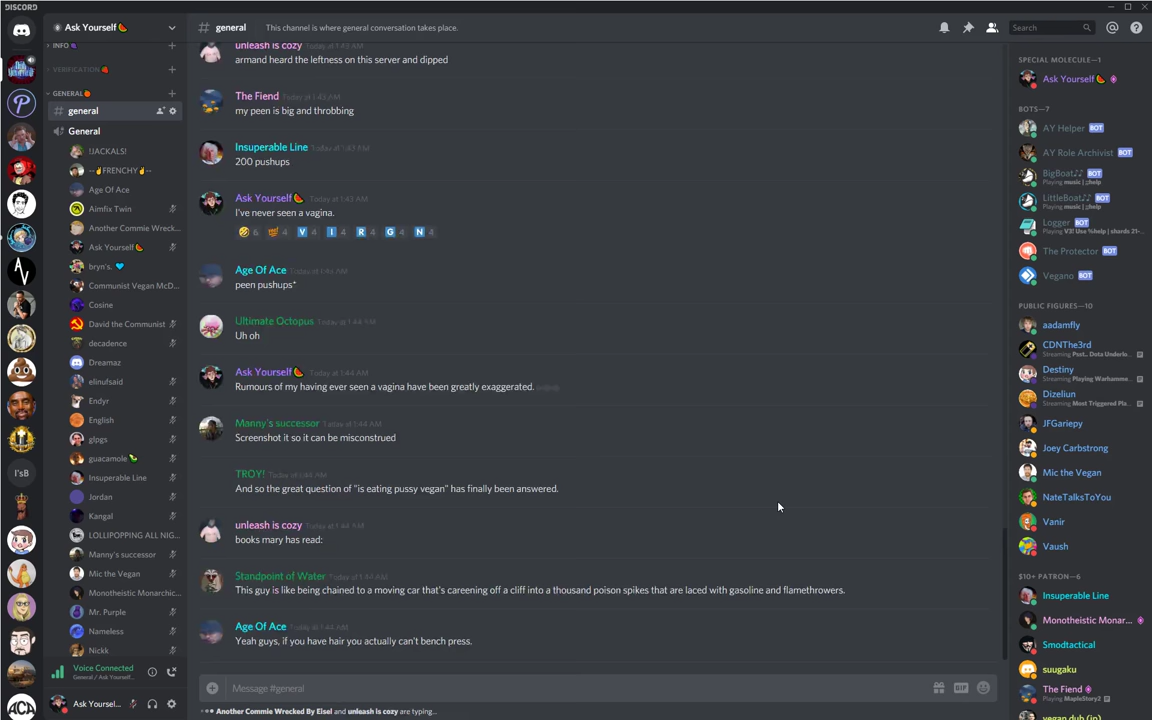 DISCORD
Ask Yourself🍉
INFO
VERIFICATION
GENERAL
general
General
!JACKALS!
--✌FRENCHY✌--
Age Of Ace
Aimfix Twin
Another Commie Wreck...
Ask Yourself🍉
bryn's. 💙
Communist Vegan McD...
Cosine
David the Communist
decadence
Dreamaz
elinufsaid
Endyr
English
glpgs
guacamole🥑
Insuperable Line
Jordan
Kangal
LOLLIPOPPING ALL NIG...
Manny's successor
Mic the Vegan
Monotheistic Monarchic...
Mr. Purple
Nameless
Nickk
Voice Connected
General / Ask Yourself...
Ask Yoursel...
I'sB
ACA
# general This channel is where general conversation takes place.
Search
unleash is cozy Today at 1:43 AM
armand heard the leftness on this server and dipped
The Fiend Today at 1:43 AM
my peen is big and throbbing
Insuperable Line Today at 1:43 AM
200 pushups
Ask Yourself🍉 Today at 1:43 AM
I've never seen a vagina.
🤣 6 4 V 4 I 4 R 4 G 4 N 4
Age Of Ace
peen pushups*
Ultimate Octopus Today at 1:44 AM
Uh oh
Ask Yourself🍉 Today at 1:44 AM
Rumours of my having ever seen a vagina have been greatly exaggerated.
Manny's successor Today at 1:44 AM
Screenshot it so it can be misconstrued
TROY! Today at 1:44 AM
And so the great question of "is eating pussy vegan" has finally been answered.
unleash is cozy Today at 1:44 AM
books mary has read:
Standpoint of Water Today at 1:44 AM
This guy is like being chained to a moving car that's careening off a cliff into a thousand poison spikes that are laced with gasoline and flamethrowers.
Age Of Ace Today at 1:44 AM
Yeah guys, if you have hair you actually can't bench press.
Message #general
GIF
Another Commie Wrecked By Eisel and unleash is cozy are typing...
SPECIAL MOLECULE—1
Ask Yourself🍉
BOTS—7
AY Helper BOT
AY Role Archivist BOT
BigBoat♪♪ BOT
Playing music | ;;help
LittleBoat♪♪ BOT
Playing music | ;;help
Logger BOT
Playing V3! Use %help | shards 21-...
The Protector BOT
Vegano BOT
PUBLIC FIGURES—10
aadamfly
CDNThe3rd
Streaming Psst.. Data Underlo...
Destiny
Streaming Playing Warhamme...
Dizeliun
Streaming Most Triggered Pla...
JFGariepy
Joey Carbstrong
Mic the Vegan
NateTalksToYou
Vanir
Vaush
$10+ PATRON—6
Insuperable Line
Monotheistic Monar...
Smodtactical
suugaku
The Fiend
Playing MapleStory2
vegan dub (ip)